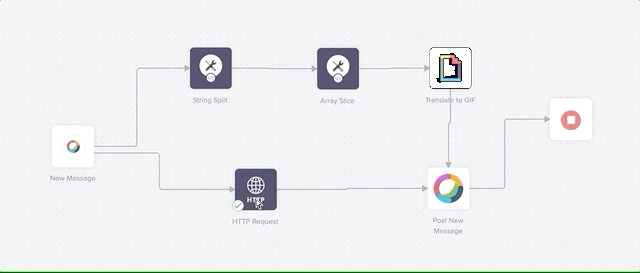 String Split
Array Slice
Translate to GIF
New Message
HTTP
HTTP Request
Post New
Message